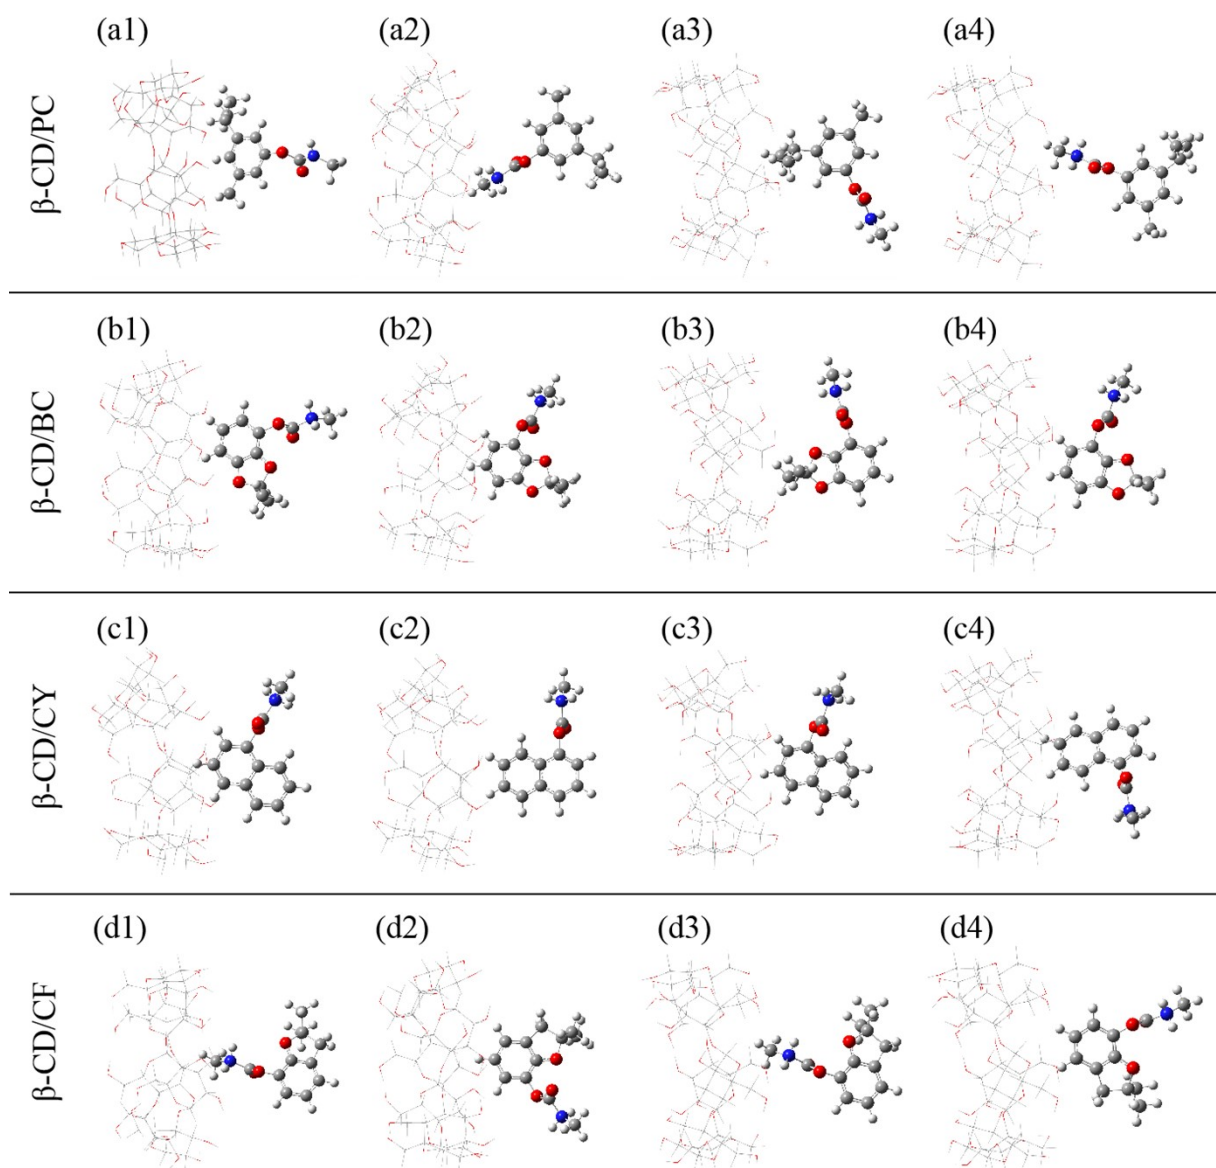 (a1) (a2) (a3) (a4)
β-CD/PC
(b1) (b2) (b3) (b4)
β-CD/BC
(c1) (c2) (c3) (c4)
β-CD/CY
(d1) (d2) (d3) (d4)
β-CD/CF